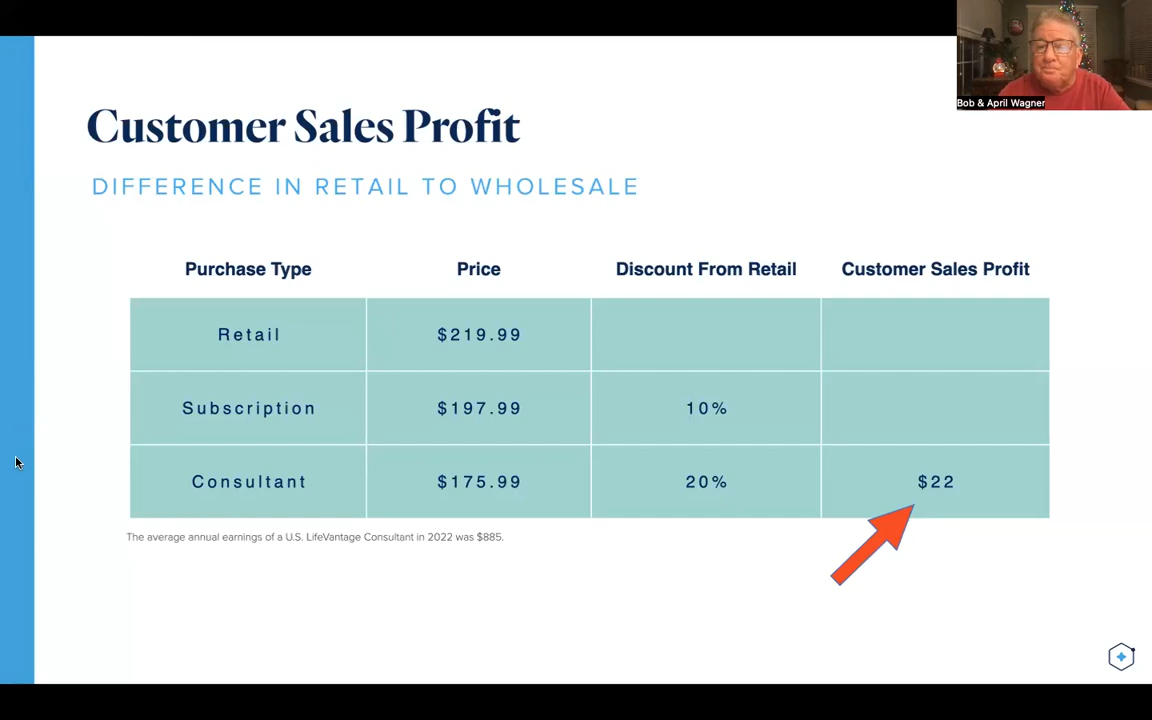 Bob & April Wagner
Customer Sales Profit
DIFFERENCE IN RETAIL TO WHOLESALE
Purchase Type Price Discount From Retail Customer Sales Profit
Retail $219.99
Subscription $197.99 10%
Consultant $175.99 20% $22
The average annual earnings of a U.S. LifeVantage Consultant in 2022 was $885.